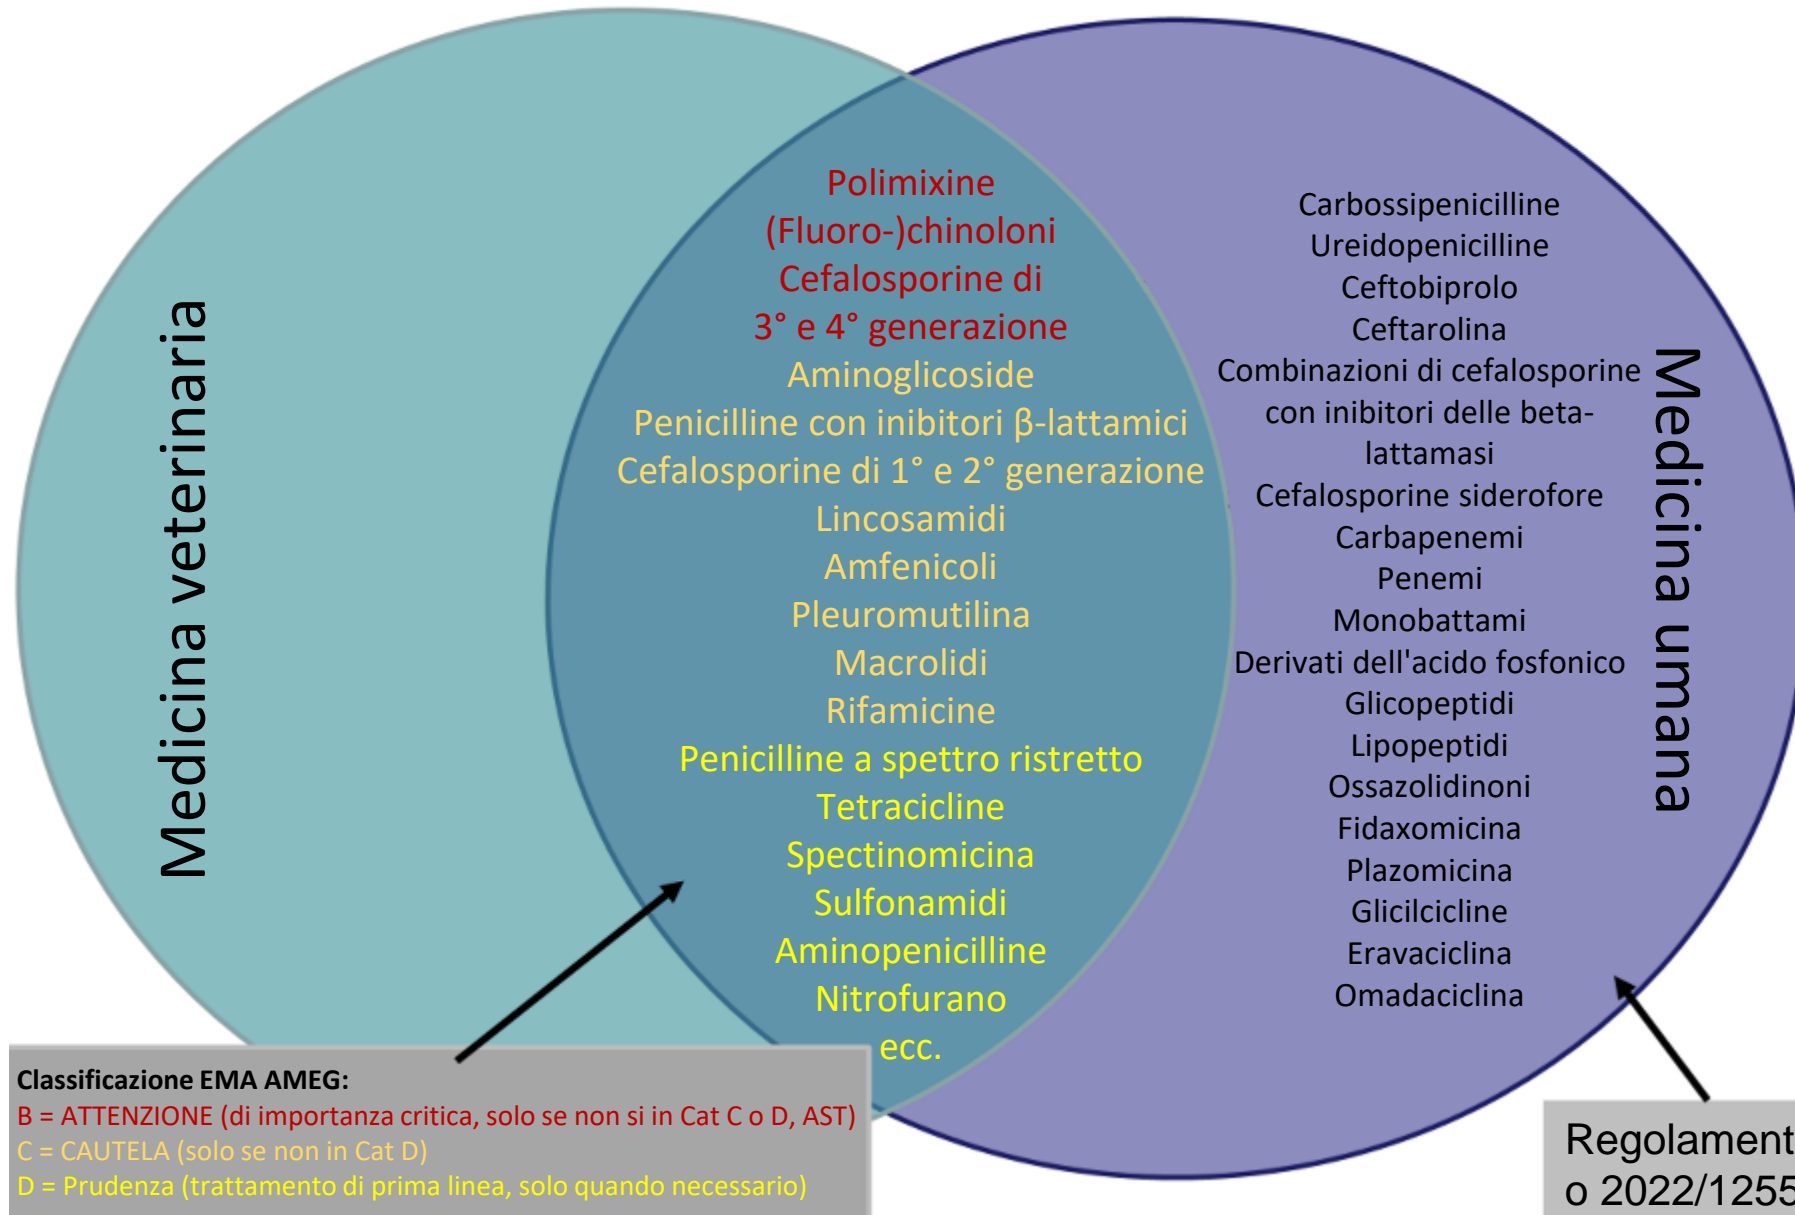 Medicina veterinaria
Polimixine
(Fluoro-)chinoloni
Cefalosporine di
3° e 4° generazione
Aminoglicoside
Penicilline con inibitori β-lattamici
Cefalosporine di 1° e 2° generazione
Lincosamidi
Amfenicoli
Pleuromutilina
Macrolidi
Rifamicine
Penicilline a spettro ristretto
Tetracicline
Spectinomicina
Sulfonamidi
Aminopenicilline
Nitrofurano
ecc.
Carbossipenicilline
Ureidopenicilline
Ceftobiprolo
Ceftarolina
Combinazioni di cefalosporine
con inibitori delle beta-
lattamasi
Cefalosporine siderofore
Carbapenemi
Penemi
Monobattami
Derivati dell'acido fosfonico
Glicopeptidi
Lipopeptidi
Ossazolidinoni
Fidaxomicina
Plazomicina
Glicilcicline
Eravaciclina
Omadaciclina
Medicina umana
Classificazione EMA AMEG:
B = ATTENZIONE (di importanza critica, solo se non si in Cat C o D, AST)
C = CAUTELA (solo se non in Cat D)
D = Prudenza (trattamento di prima linea, solo quando necessario)
Regolament
o 2022/1255